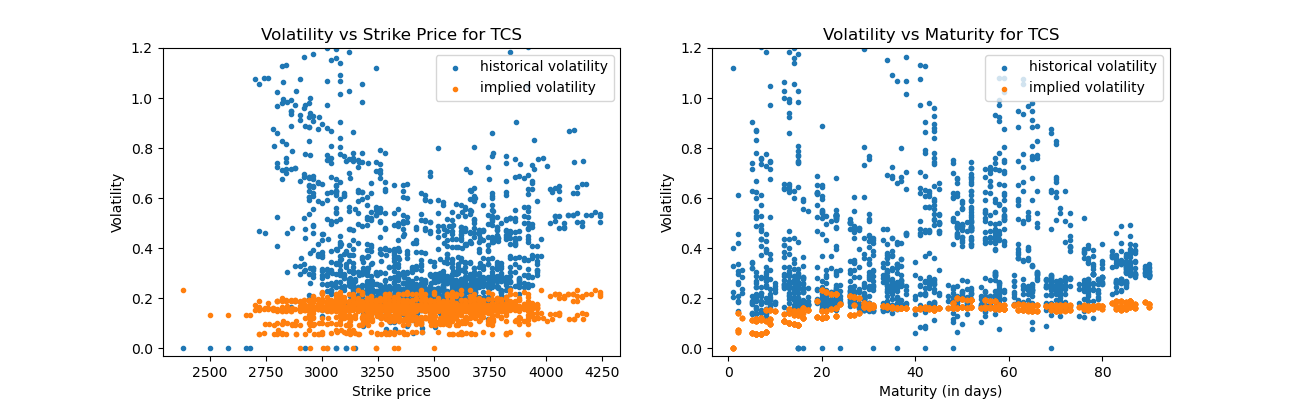 Volatility vs Strike Price for TCS
1.2
1.0
0.8
0.6
0.4
0.2
0.0
Volatility
historical volatility
implied volatility
2500 2750 3000 3250 3500 3750 4000 4250
Strike price
Volatility vs Maturity for TCS
1.2
1.0
0.8
0.6
0.4
0.2
0.0
Volatility
historical volatility
implied volatility
0 20 40 60 80
Maturity (in days)